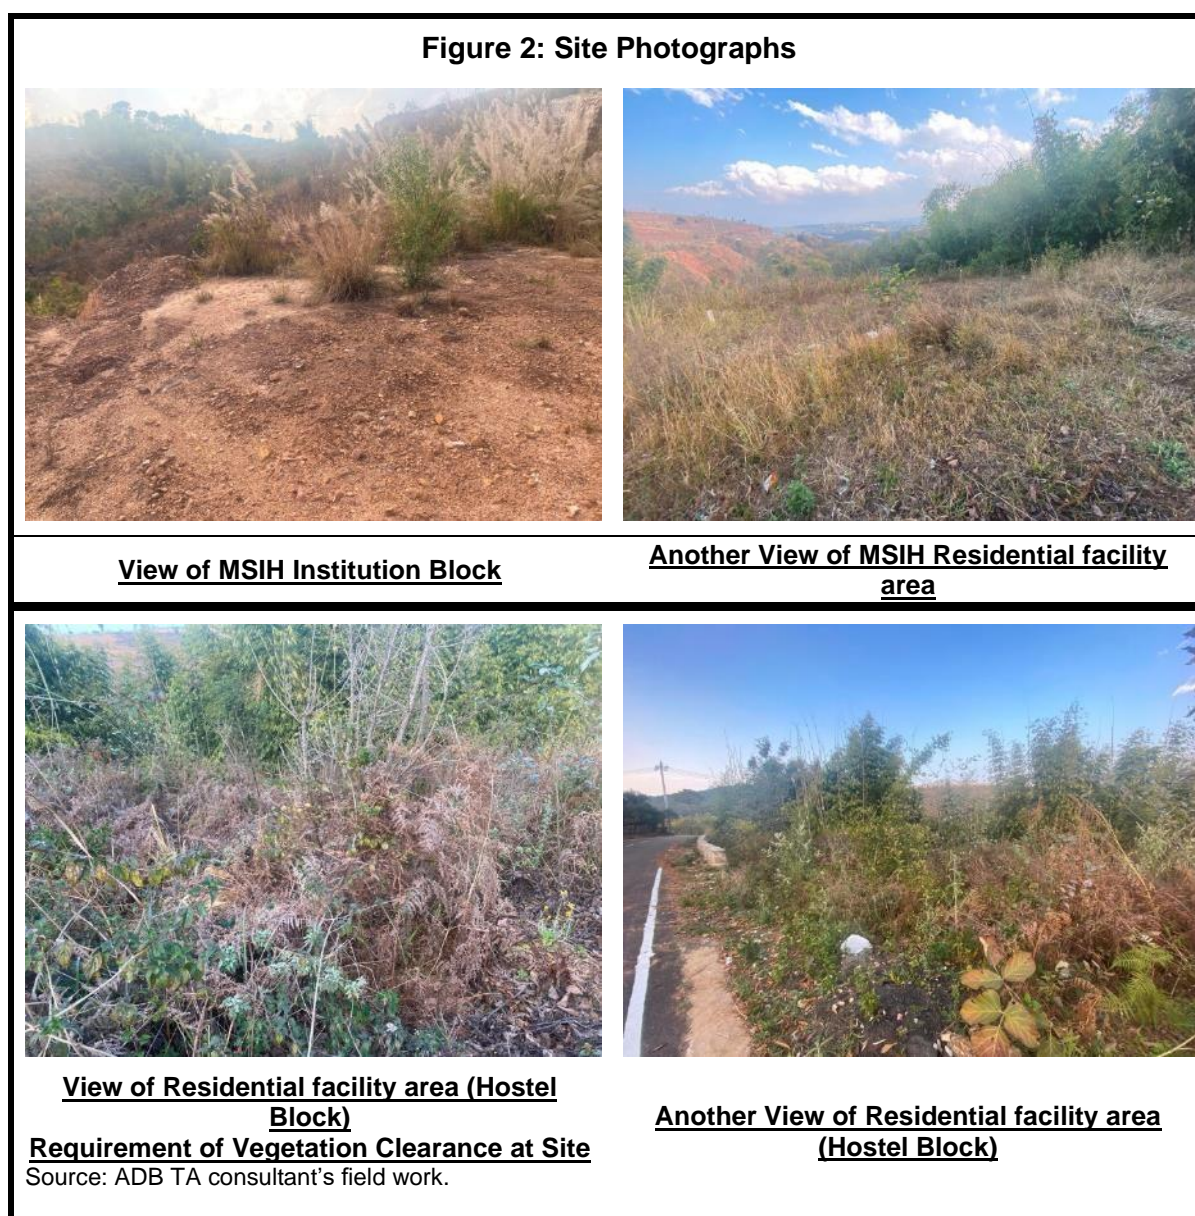 Figure 2: Site Photographs
View of MSIH Institution Block
Another View of MSIH Residential facility
area
View of Residential facility area (Hostel
Block)
Requirement of Vegetation Clearance at Site
Source: ADB TA consultant’s field work.
Another View of Residential facility area
(Hostel Block)